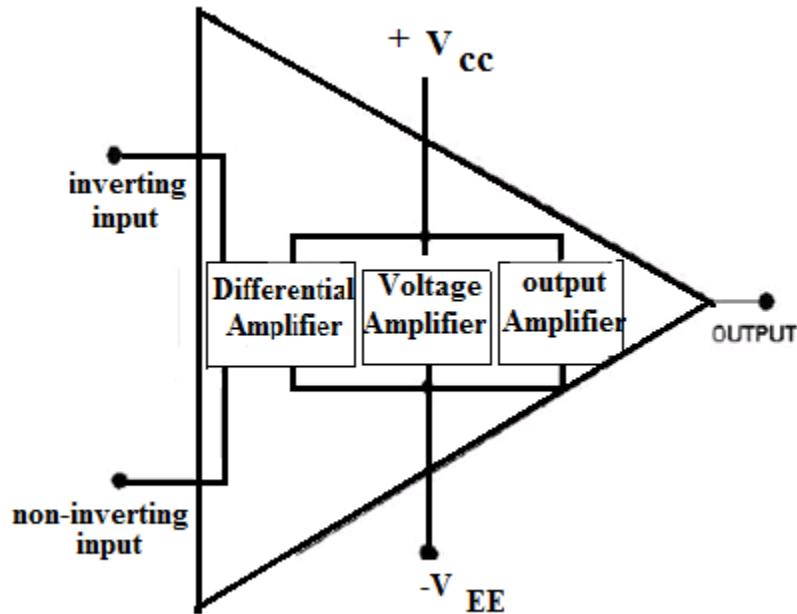 + V CC
inverting
input
Differential
Amplifier
Voltage
Amplifier
output
Amplifier
OUTPUT
non-inverting
input
-V EE